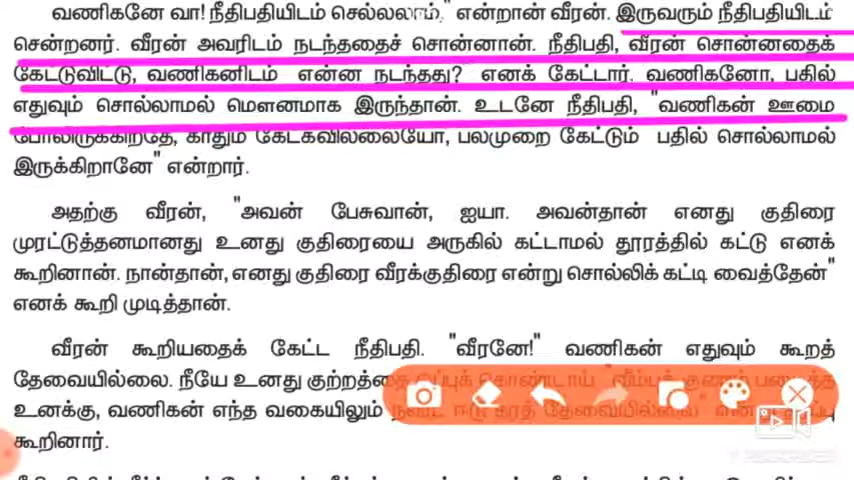 வணிகனே வா! நீதிபதியிடம் செல்லலாம்," என்றான் வீரன். இருவரும் நீதிபதியிடம்
சென்றனர். வீரன் அவரிடம் நடந்ததைச் சொன்னான். நீதிபதி, வீரன் சொன்னதைக்
கேட்டுவிட்டு, வணிகனிடம் என்ன நடந்தது? எனக் கேட்டார். வணிகனோ, பதில்
எதுவும் சொல்லாமல் மௌனமாக இருந்தான். உடனே நீதிபதி, "வணிகன் ஊமை
போலிருக்கிறதே, காதும் கேட்கவில்லையோ, பலமுறை கேட்டும் பதில் சொல்லாமல்
இருக்கிறானே" என்றார்.
அதற்கு வீரன், "அவன் பேசுவான், ஐயா. அவன்தான் எனது குதிரை
முரட்டுத்தனமானது உனது குதிரையை அருகில் கட்டாமல் தூரத்தில் கட்டு எனக்
கூறினான். நான்தான், எனது குதிரை வீரக்குதிரை என்று சொல்லிக் கட்டி வைத்தேன்"
எனக் கூறி முடித்தான்.
வீரன் கூறியதைக் கேட்ட நீதிபதி. "வீரனே!" வணிகன் எதுவும் கூறத்
தேவையில்லை. நீயே உனது குற்றத்தை
உனக்கு, வணிகன் எந்த வகையிலும்
கூறினார்.